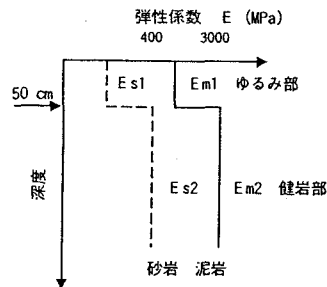 弾性係数 E (MPa)
400 3000
Es1 Em1 ゆるみ部
50 cm
深度
Es2 Em2 健岩部
砂岩 泥岩